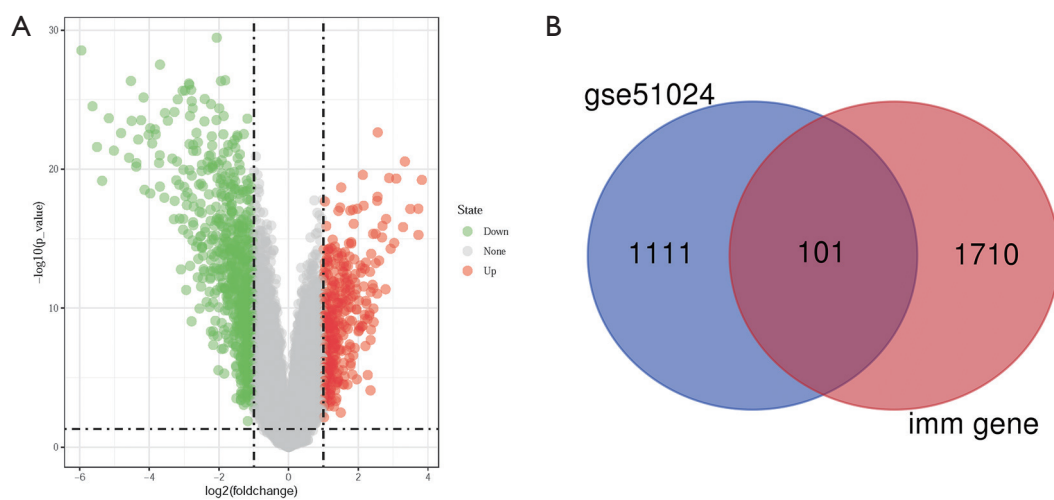 A
B
30
20
10
0
-log10(p_value)
-6
-4
-2
0
2
4
log2(foldchange)
State
Down
None
Up
gse51024
1111
101
1710
imm gene